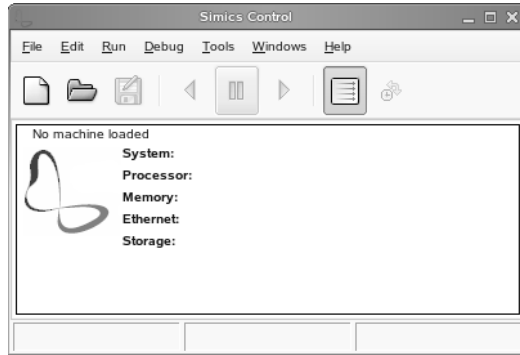 Simics Control
File Edit Run Debug Tools Windows Help
No machine loaded
System:
Processor:
Memory:
Ethernet:
Storage: